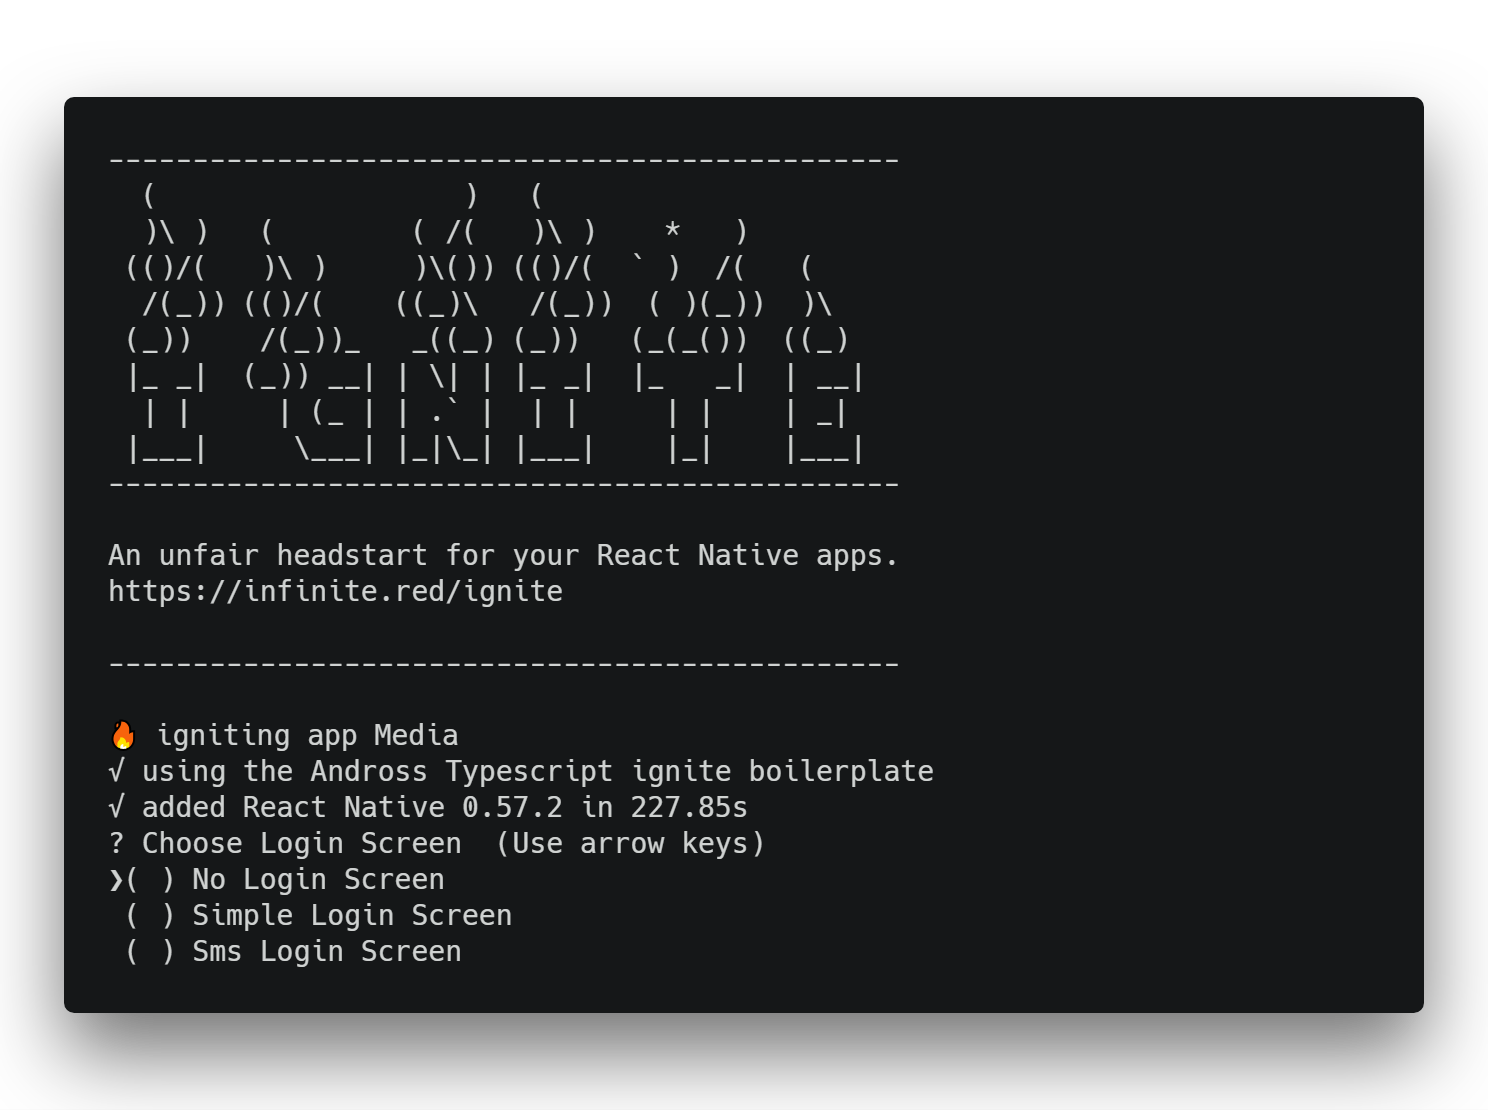 -----------------------------------------------
  (                  )   (
  )\ )   (        ( /(   )\ )    *   )
 (()/(   )\ )     )\()) (()/(  ` )  /(   (
  /(_)) (()/(    ((_)\   /(_))  ( )(_))  )\
 (_))    /(_))_   _((_) (_))   (_(_())  ((_)
 |_ _|  (_)) __| | \| | |_ _|  |_   _|  | __|
  | |     | (_ | | .` |  | |     | |    | _|
 |___|     \___| |_|\_| |___|    |_|    |___|
-----------------------------------------------
An unfair headstart for your React Native apps.
https://infinite.red/ignite
-----------------------------------------------
🔥 igniting app Media
√ using the Andross Typescript ignite boilerplate
√ added React Native 0.57.2 in 227.85s
? Choose Login Screen  (Use arrow keys)
❯( ) No Login Screen
 ( ) Simple Login Screen
 ( ) Sms Login Screen